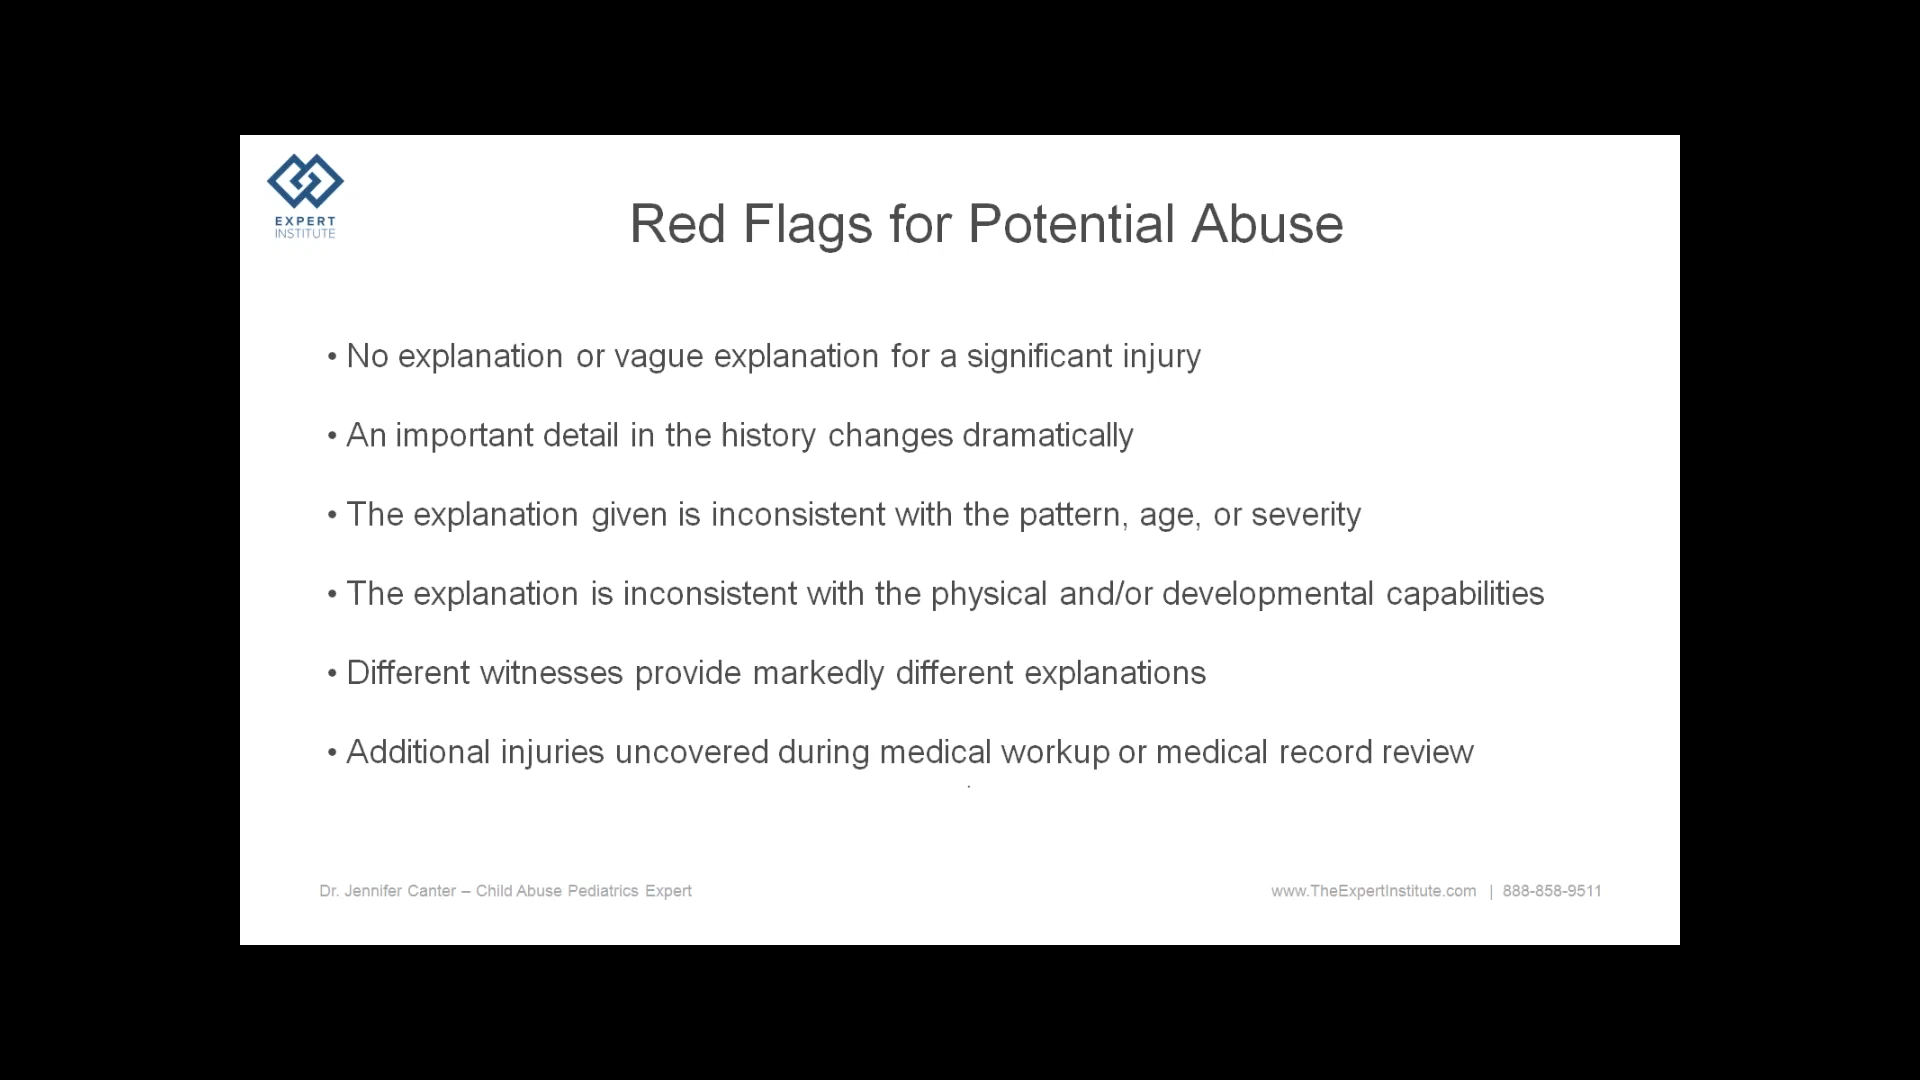 EXPERT
INSTITUTE
Red Flags for Potential Abuse
• No explanation or vague explanation for a significant injury
• An important detail in the history changes dramatically
• The explanation given is inconsistent with the pattern, age, or severity
• The explanation is inconsistent with the physical and/or developmental capabilities
• Different witnesses provide markedly different explanations
• Additional injuries uncovered during medical workup or medical record review
.
Dr. Jennifer Canter – Child Abuse Pediatrics Expert
www.TheExpertInstitute.com | 888-858-9511